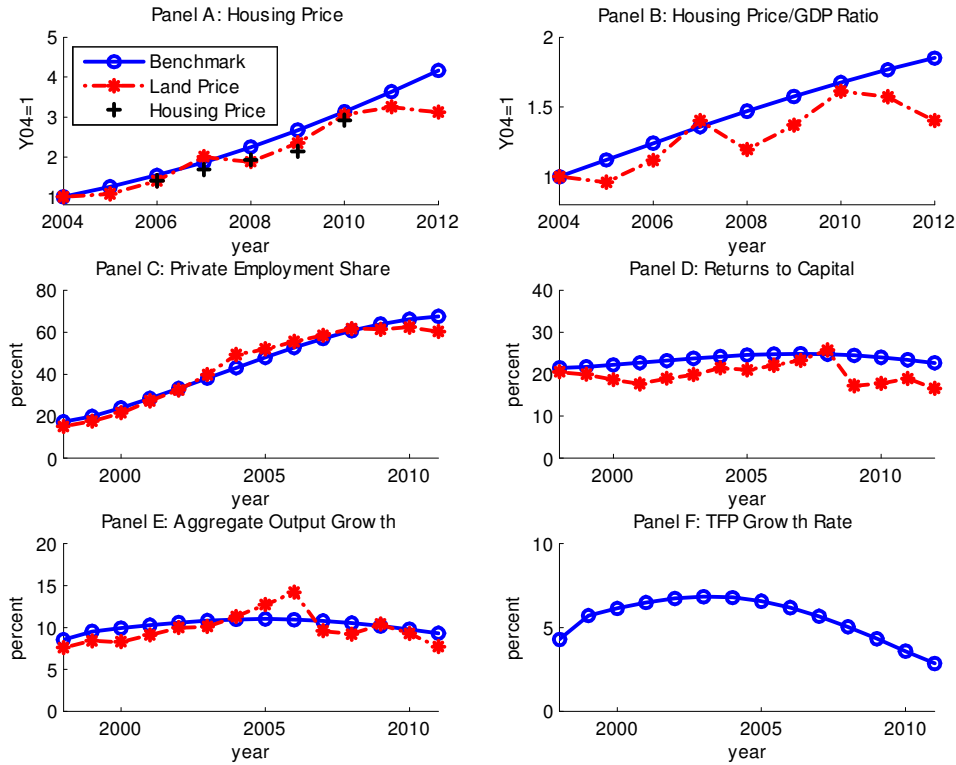 Panel A: Housing Price
5
4
3
2
1
Y04=1
Benchmark
Land Price
Housing Price
2004
2006
2008
2010
2012
year
Panel B: Housing Price/GDP Ratio
2
1.5
1
Y04=1
2004
2006
2008
2010
2012
year
Panel C: Private Employment Share
80
60
40
20
0
percent
2000
2005
2010
year
Panel D: Returns to Capital
40
30
20
10
0
percent
2000
2005
2010
year
Panel E: Aggregate Output Growth
20
15
10
5
0
percent
2000
2005
2010
year
Panel F: TFP Growth Rate
10
5
0
percent
2000
2005
2010
year